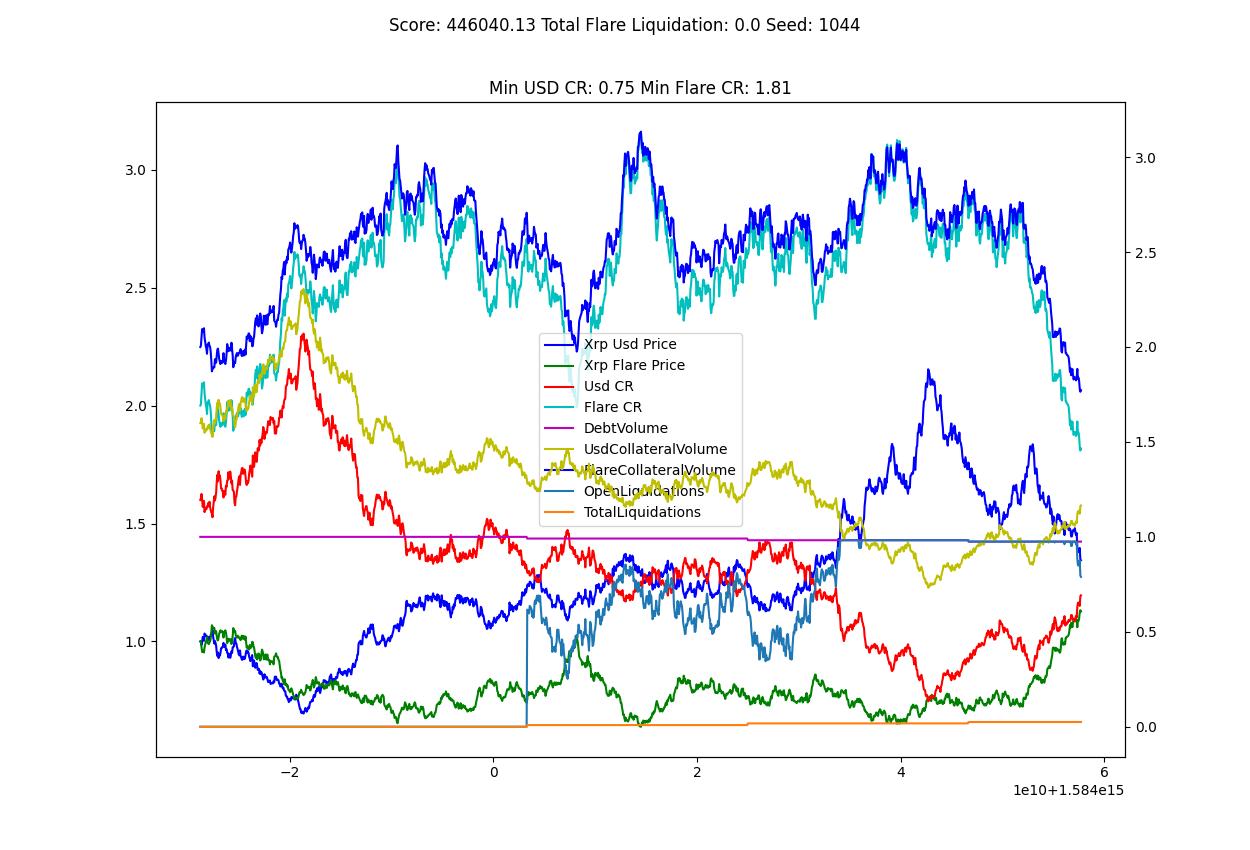 Score: 446040.13 Total Flare Liquidation: 0.0 Seed: 1044
Min USD CR: 0.75 Min Flare CR: 1.81
3.0
2.5
2.0
1.5
1.0
3.0
2.5
2.0
1.5
1.0
0.5
0.0
Xrp Usd Price
Xrp Flare Price
Usd CR
Flare CR
DebtVolume
UsdCollateralVolume
FlareCollateralVolume
OpenLiquidations
TotalLiquidations
−2 0 2 4 6
1e10+1.584e15